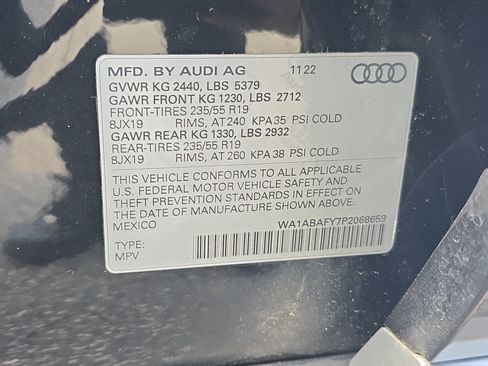 MFD. BY AUDI AG 11 22
GVWR KG 2440, LBS 5379
GAWR FRONT KG 1230, LBS 2712
FRONT-TIRES 235/55 R19
8JX19 RIMS, AT 240 KPA 35 PSI COLD
GAWR REAR KG 1330, LBS 2932
REAR-TIRES 235/55 R19
8JX19 RIMS, AT 260 KPA 38 PSI COLD
THIS VEHICLE CONFORMS TO ALL APPLICABLE
U.S. FEDERAL MOTOR VEHICLE SAFETY AND
THEFT PREVENTION STANDARDS IN EFFECT ON
THE DATE OF MANUFACTURE SHOWN ABOVE.
MEXICO WA1ABAFY7P2068659
TYPE:
MPV